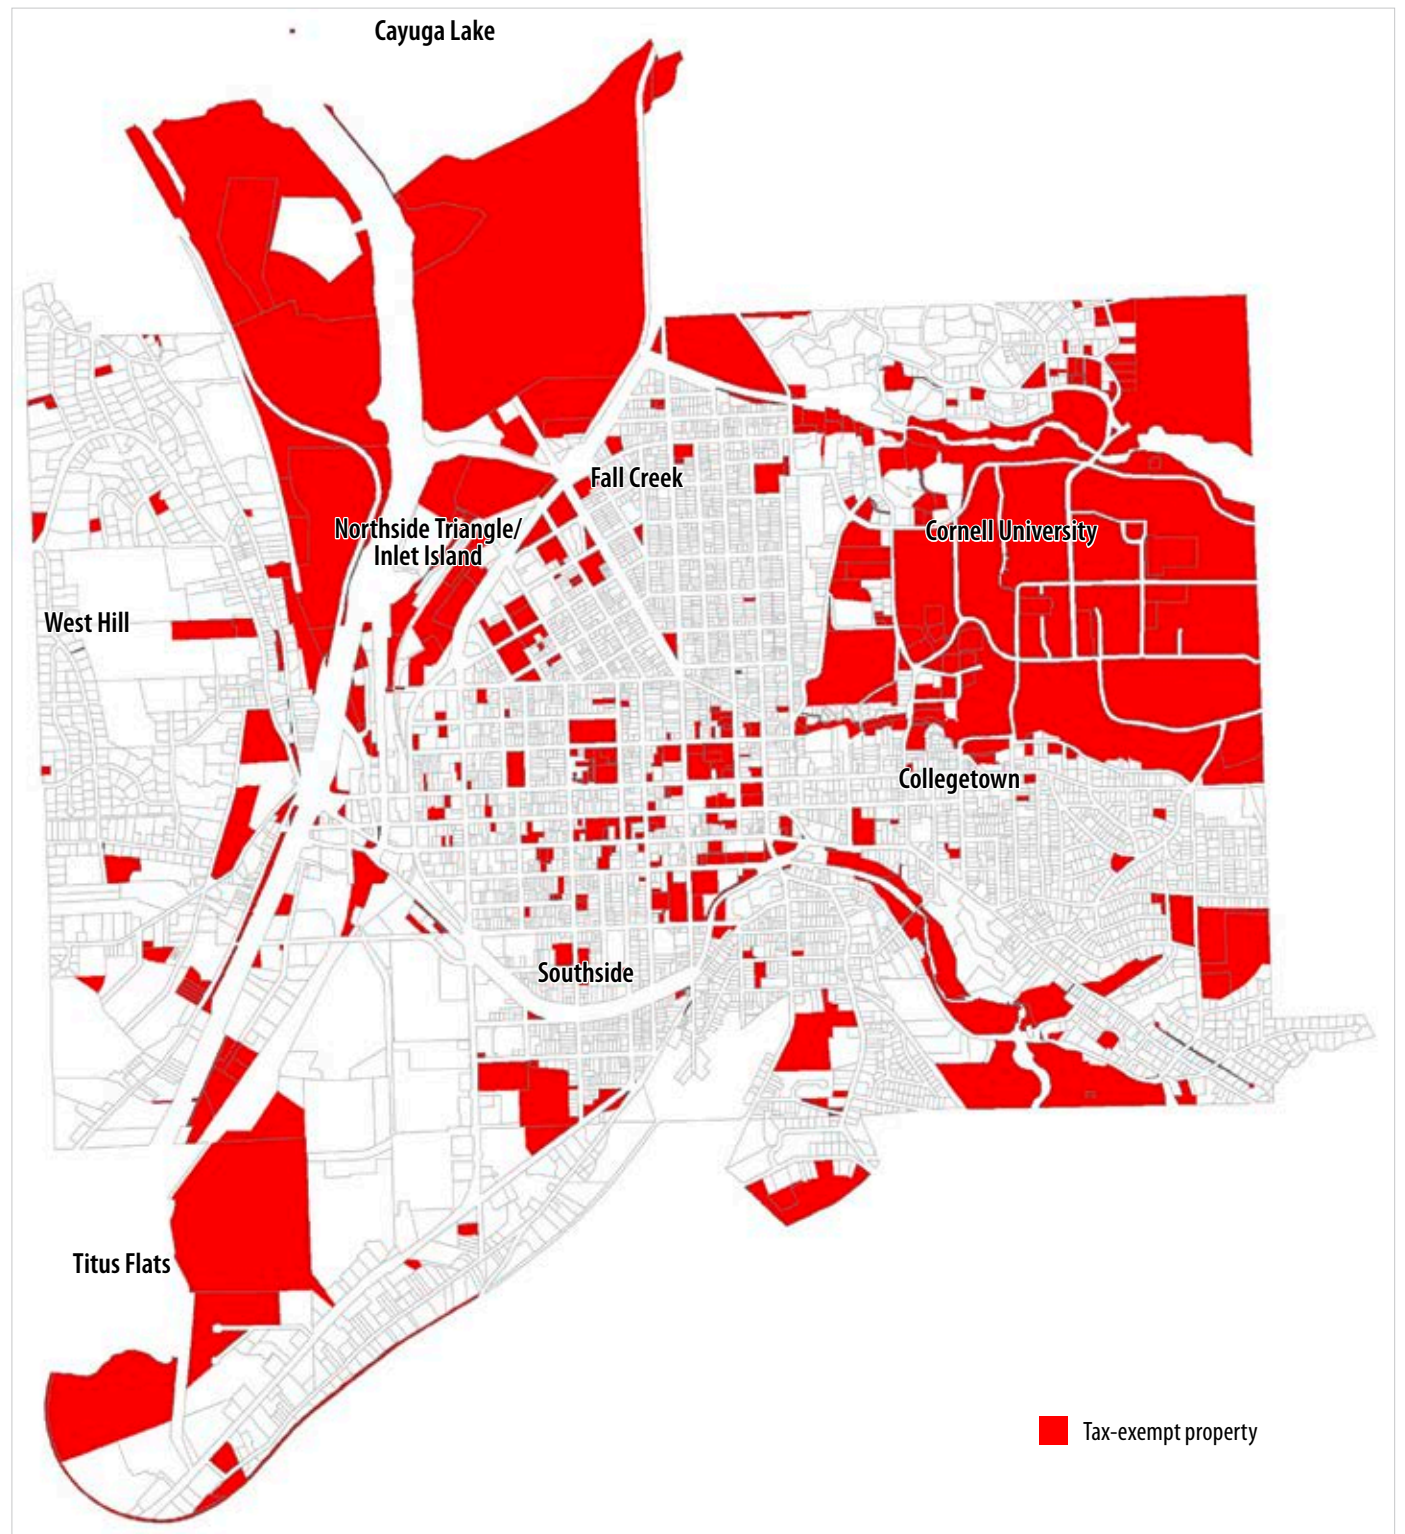 Cayuga Lake
Fall Creek
Northside Triangle/
Inlet Island
Cornell University
West Hill
Collegetown
Southside
Titus Flats
Tax-exempt property